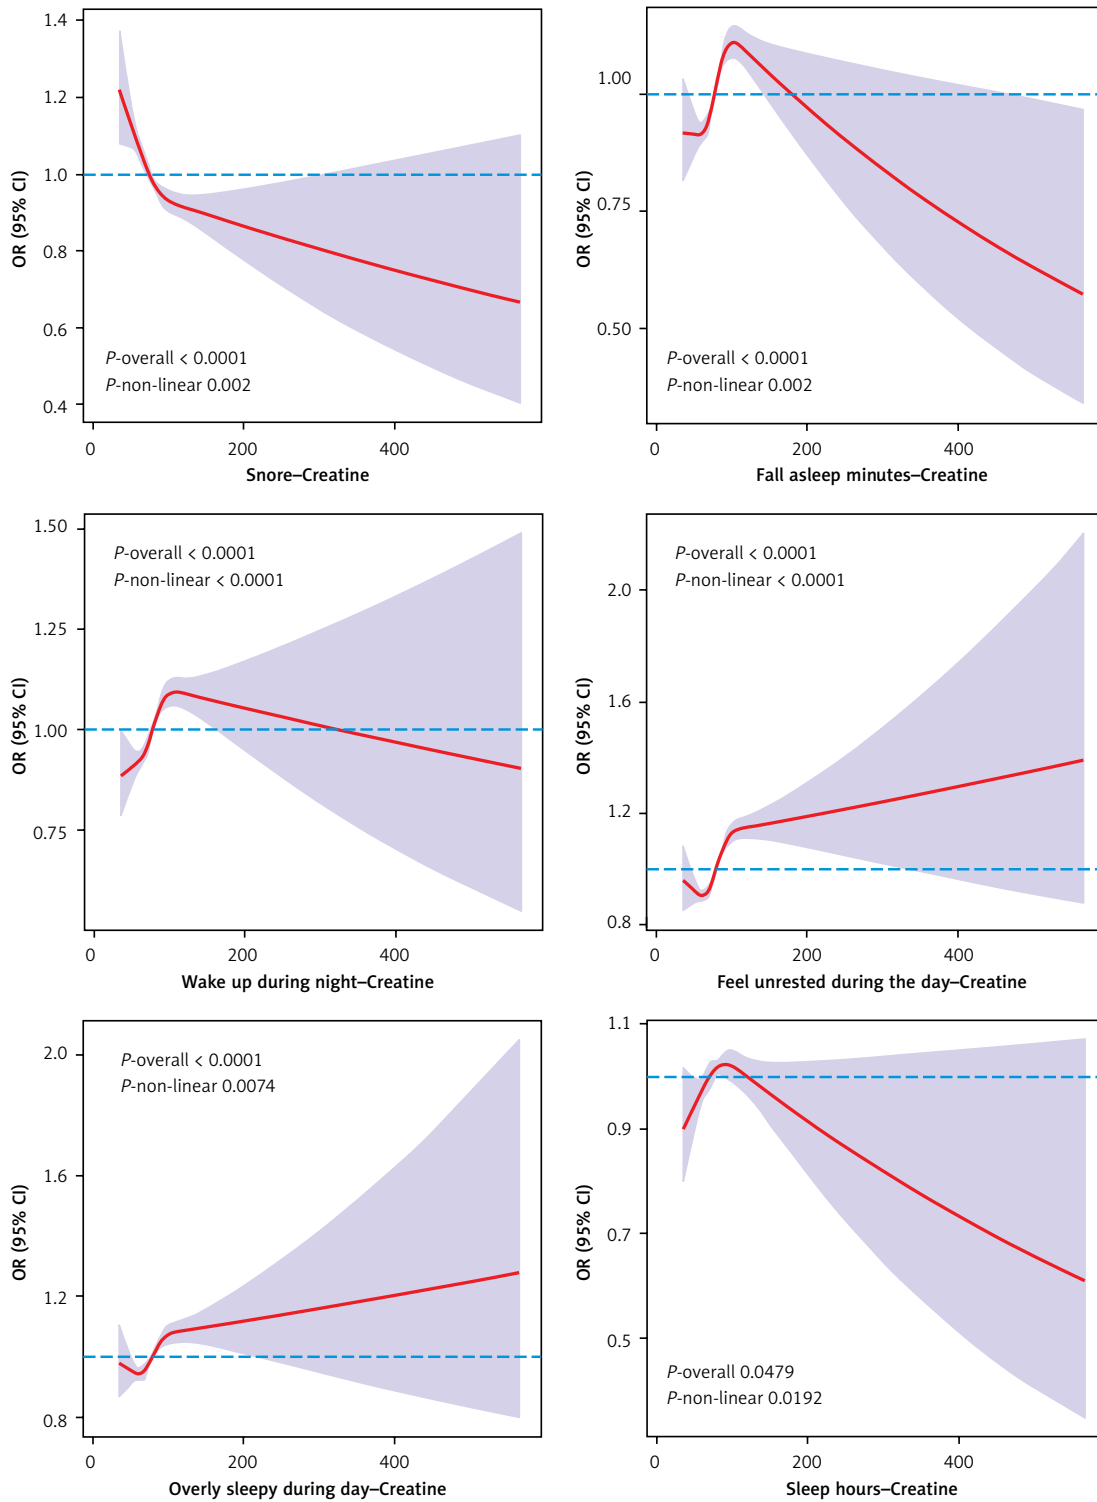 1.4
1.2
1.0
0.8
0.6
0.4
OR (95% CI)
P-overall < 0.0001
P-non-linear 0.002
0 200 400
Snore–Creatine
1.00
0.75
0.50
OR (95% CI)
P-overall < 0.0001
P-non-linear 0.002
0 200 400
Fall asleep minutes–Creatine
1.50
1.25
1.00
0.75
OR (95% CI)
P-overall < 0.0001
P-non-linear < 0.0001
0 200 400
Wake up during night–Creatine
2.0
1.6
1.2
0.8
OR (95% CI)
P-overall < 0.0001
P-non-linear < 0.0001
0 200 400
Feel unrested during the day–Creatine
2.0
1.6
1.2
0.8
OR (95% CI)
P-overall < 0.0001
P-non-linear 0.0074
0 200 400
Overly sleepy during day–Creatine
1.1
0.9
0.7
0.5
OR (95% CI)
P-overall 0.0479
P-non-linear 0.0192
0 200 400
Sleep hours–Creatine